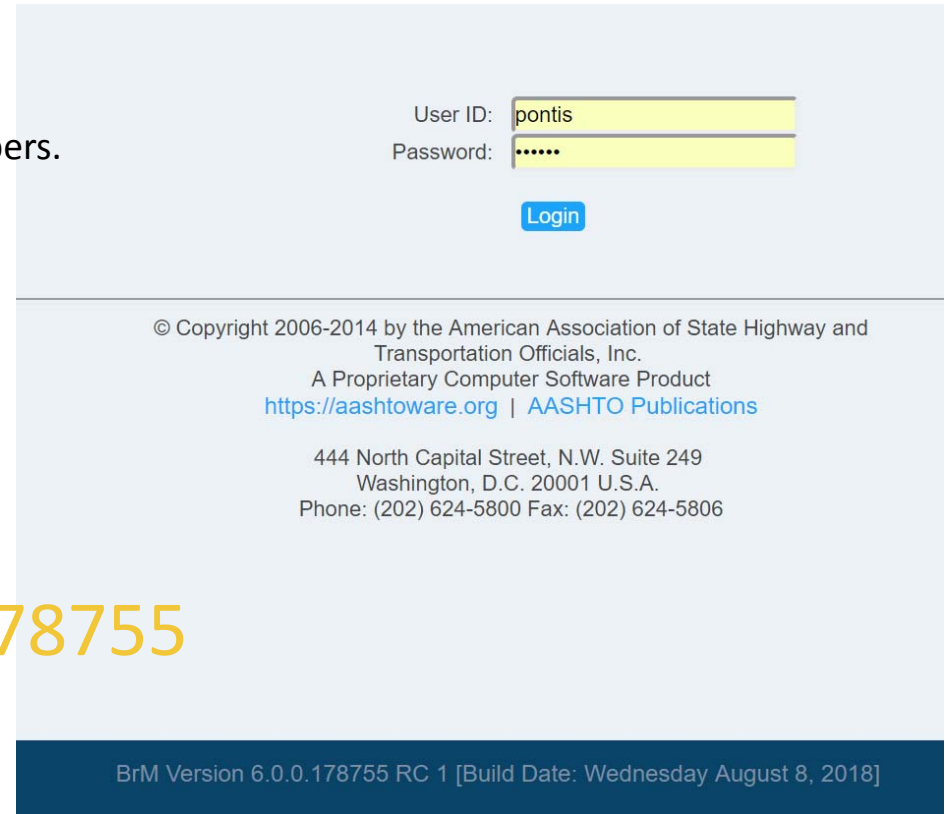 User ID: pontis
pers.
Password: ••••••
Login
© Copyright 2006-2014 by the American Association of State Highway and
Transportation Officials, Inc.
A Proprietary Computer Software Product
https://aashtoware.org | AASHTO Publications
444 North Capital Street, N.W. Suite 249
Washington, D.C. 20001 U.S.A.
Phone: (202) 624-5800 Fax: (202) 624-5806
78755
BrM Version 6.0.0.178755 RC 1 [Build Date: Wednesday August 8, 2018]